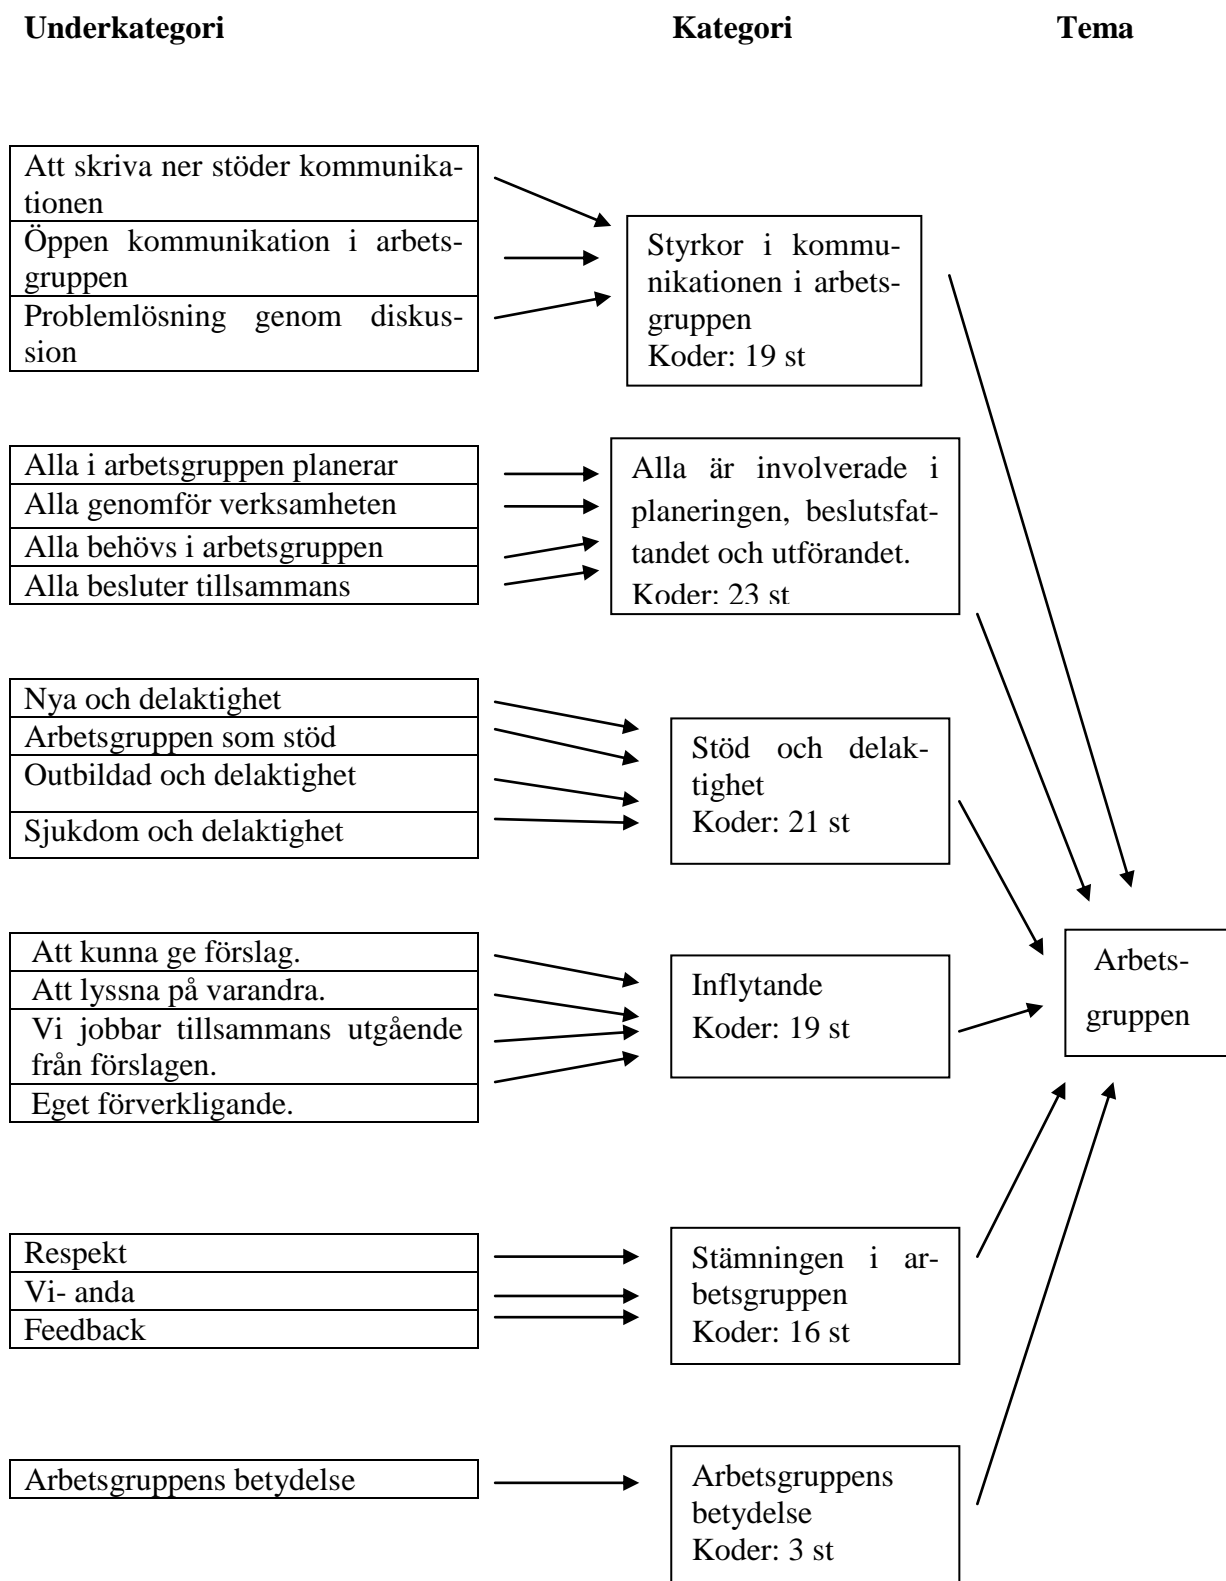 Underkategori Kategori Tema
Att skriva ner stöder kommunika-
tionen
Öppen kommunikation i arbets-
gruppen
Problemlösning genom diskus-
sion
Styrkor i kommu-
nikationen i arbets-
gruppen
Koder: 19 st
Alla i arbetsgruppen planerar
Alla genomför verksamheten
Alla behövs i arbetsgruppen
Alla besluter tillsammans
Alla är involverade i
planeringen, beslutsfat-
tandet och utförandet.
Koder: 23 st
Nya och delaktighet
Arbetsgruppen som stöd
Outbildad och delaktighet
Sjukdom och delaktighet
Stöd och delak-
tighet
Koder: 21 st
Att kunna ge förslag.
Att lyssna på varandra.
Vi jobbar tillsammans utgående
från förslagen.
Eget förverkligande.
Inflytande
Koder: 19 st
Arbets-
gruppen
Respekt
Vi- anda
Feedback
Stämningen i ar-
betsgruppen
Koder: 16 st
Arbetsgruppens betydelse
Arbetsgruppens
betydelse
Koder: 3 st